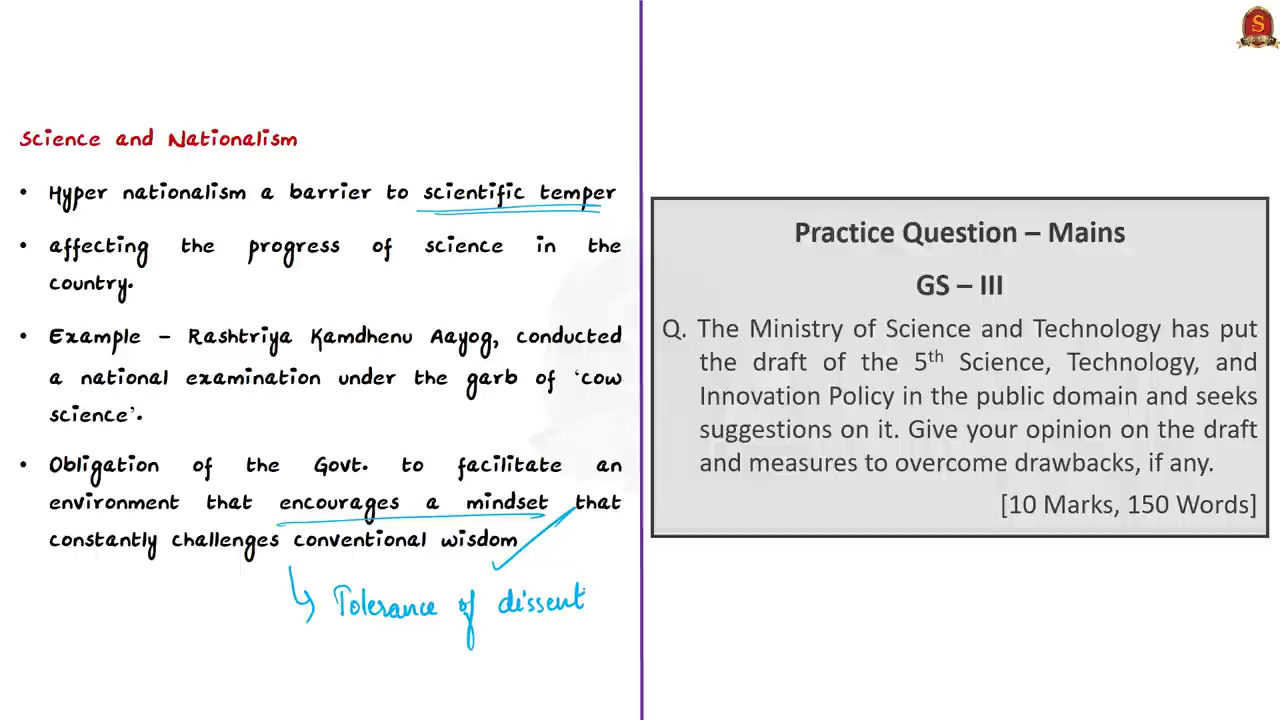 Science and Nationalism
• Hyper nationalism a barrier to scientific temper
• affecting the progress of science in the
country.
• Example – Rashtriya Kamdhenu Aayog, conducted
a national examination under the garb of ‘cow
science’.
• Obligation of the Govt. to facilitate an
environment that encourages a mindset that
constantly challenges conventional wisdom
Tolerance of dissent
S
Practice Question – Mains
GS – III
Q. The Ministry of Science and Technology has put
the draft of the 5th Science, Technology, and
Innovation Policy in the public domain and seeks
suggestions on it. Give your opinion on the draft
and measures to overcome drawbacks, if any.
[10 Marks, 150 Words]